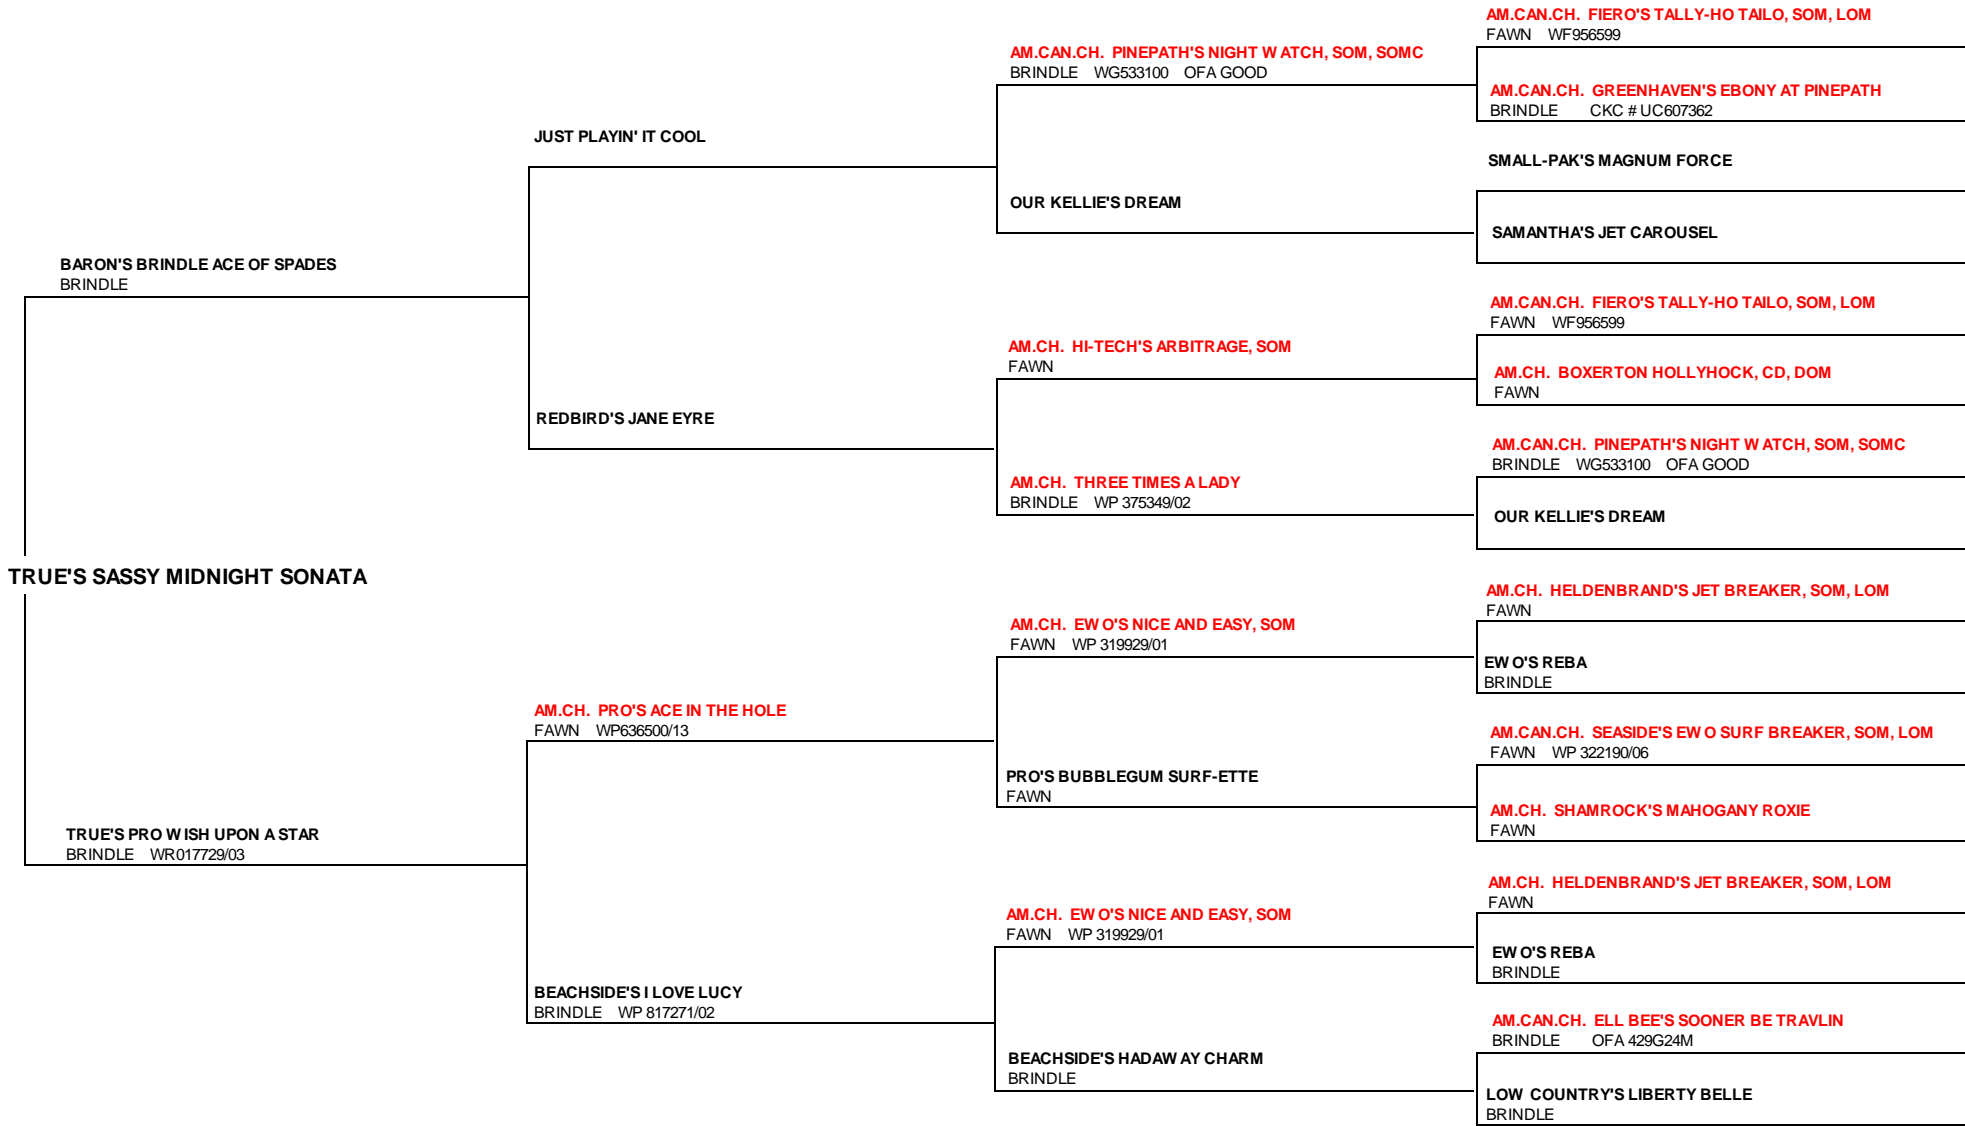 AM.CAN.CH. FIERO'S TALLY-HO TAILO, SOM, LOM
FAWN WF956599
AM.CAN.CH. PINEPATH'S NIGHT WATCH, SOM, SOMC
BRINDLE WG533100 OFA GOOD
AM.CAN.CH. GREENHAVEN'S EBONY AT PINEPATH
BRINDLE CKC # UC607362
JUST PLAYIN' IT COOL
SMALL-PAK'S MAGNUM FORCE
OUR KELLIE'S DREAM
SAMANTHA'S JET CAROUSEL
BARON'S BRINDLE ACE OF SPADES
BRINDLE
AM.CAN.CH. FIERO'S TALLY-HO TAILO, SOM, LOM
FAWN WF956599
AM.CH. HI-TECH'S ARBITRAGE, SOM
FAWN
AM.CH. BOXERTON HOLLYHOCK, CD, DOM
FAWN
REDBIRD'S JANE EYRE
AM.CAN.CH. PINEPATH'S NIGHT WATCH, SOM, SOMC
BRINDLE WG533100 OFA GOOD
AM.CH. THREE TIMES A LADY
BRINDLE WP 375349/02
OUR KELLIE'S DREAM
TRUE'S SASSY MIDNIGHT SONATA
AM.CH. HELDENBRAND'S JET BREAKER, SOM, LOM
FAWN
AM.CH. EWO'S NICE AND EASY, SOM
FAWN WP 319929/01
EWO'S REBA
BRINDLE
AM.CH. PRO'S ACE IN THE HOLE
FAWN WP636500/13
AM.CAN.CH. SEASIDE'S EWO SURF BREAKER, SOM, LOM
FAWN WP 322190/06
PRO'S BUBBLEGUM SURF-ETTE
FAWN
AM.CH. SHAMROCK'S MAHOGANY ROXIE
FAWN
TRUE'S PRO WISH UPON A STAR
BRINDLE WR017729/03
AM.CH. HELDENBRAND'S JET BREAKER, SOM, LOM
FAWN
AM.CH. EWO'S NICE AND EASY, SOM
FAWN WP 319929/01
EWO'S REBA
BRINDLE
BEACHSIDE'S I LOVE LUCY
BRINDLE WP 817271/02
AM.CAN.CH. ELL BEE'S SOONER BE TRAVLIN
BRINDLE OFA 429G24M
BEACHSIDE'S HADAWAY CHARM
BRINDLE
LOW COUNTRY'S LIBERTY BELLE
BRINDLE